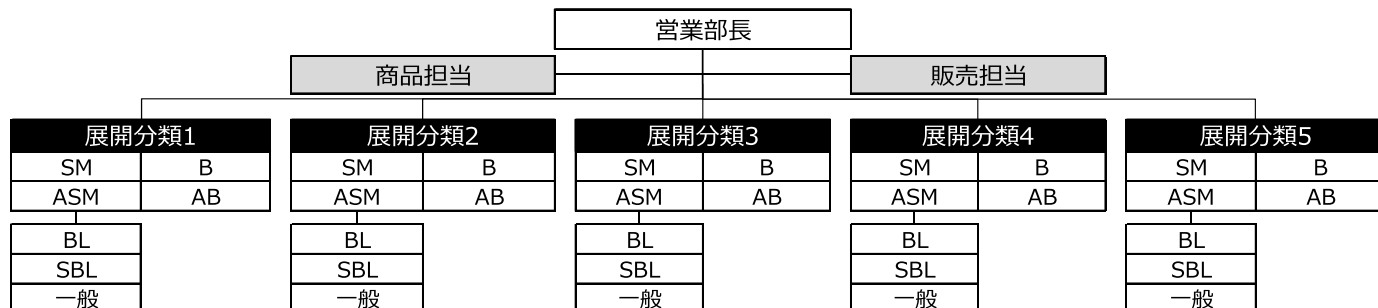 営業部長
商品担当 販売担当
展開分類1 展開分類2 展開分類3 展開分類4 展開分類5
SM B SM B SM B SM B SM B
ASM AB ASM AB ASM AB ASM AB ASM AB
BL BL BL BL BL
SBL SBL SBL SBL SBL
一般 一般 一般 一般 一般